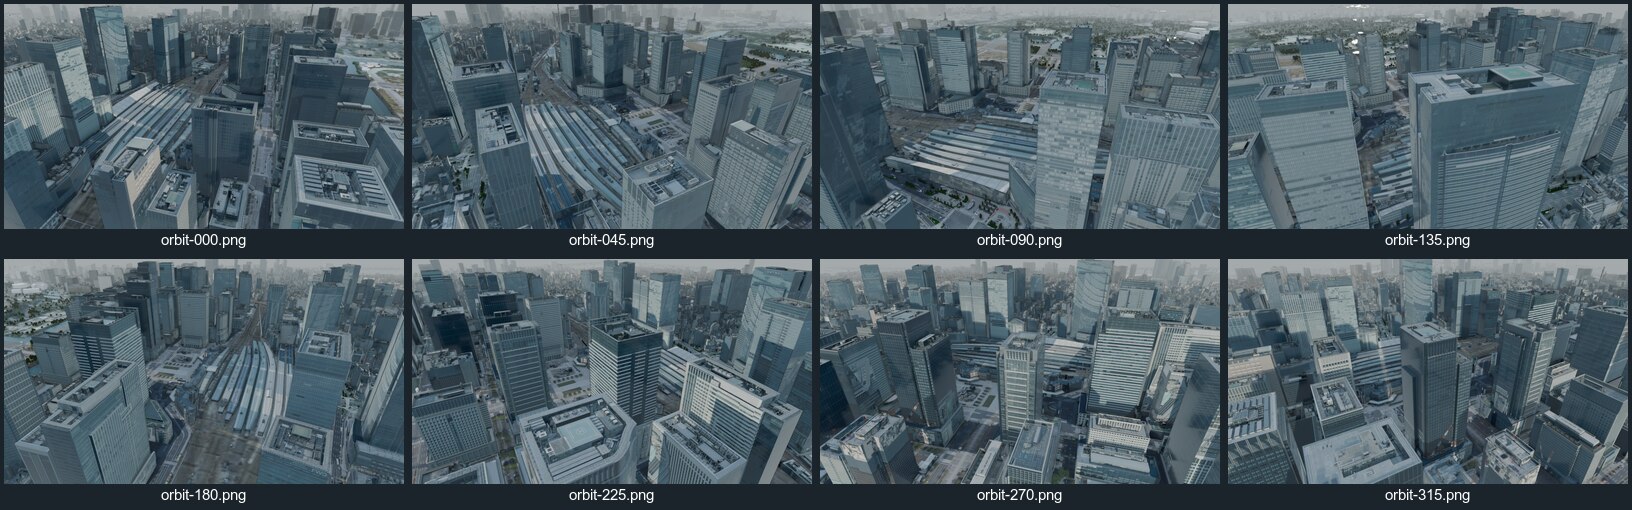 orbit-000.png
orbit-045.png
orbit-090.png
orbit-135.png
orbit-180.png
orbit-225.png
orbit-270.png
orbit-315.png